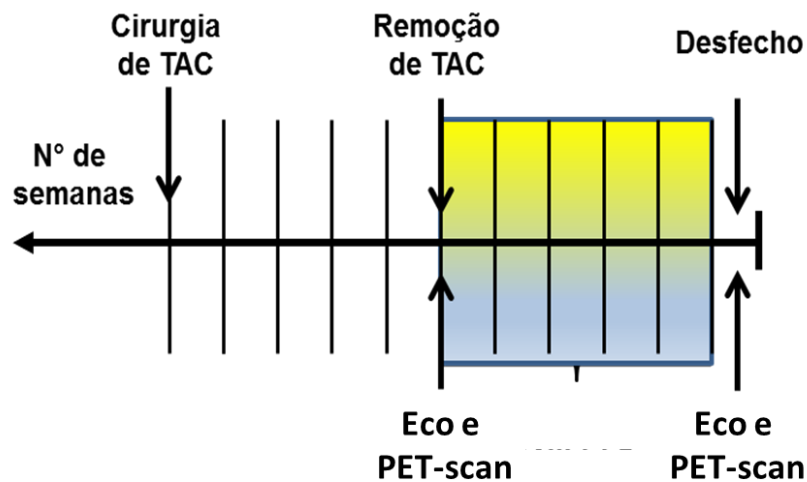 Cirurgia
de TAC
Remoção
de TAC
Desfecho
N° de
semanas
Eco e
PET-scan
Eco e
PET-scan